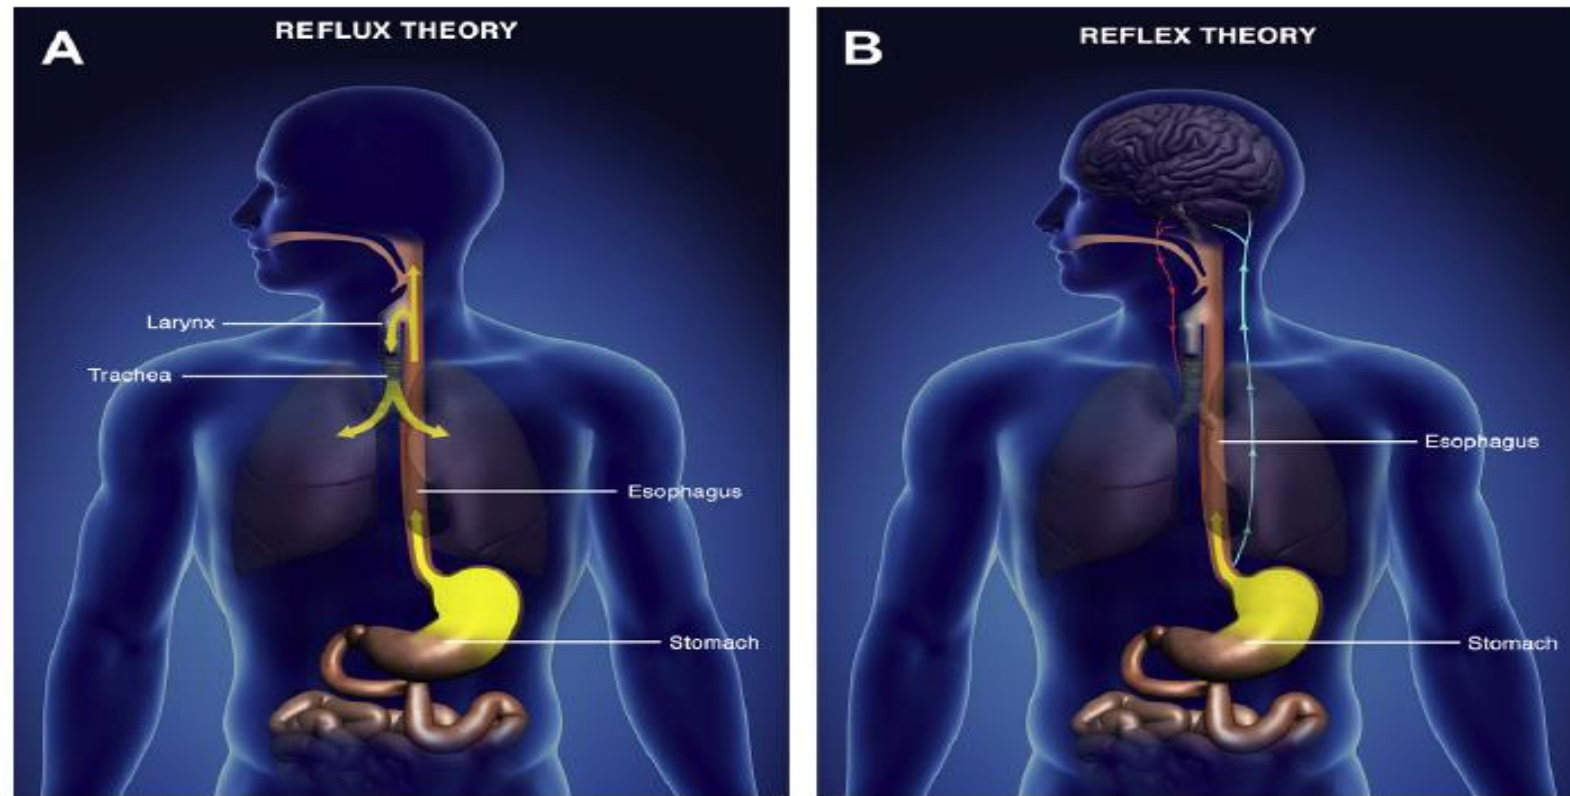 A
REFLUX THEORY
Larynx
Trachea
Esophagus
Stomach
B
REFLEX THEORY
Esophagus
Stomach